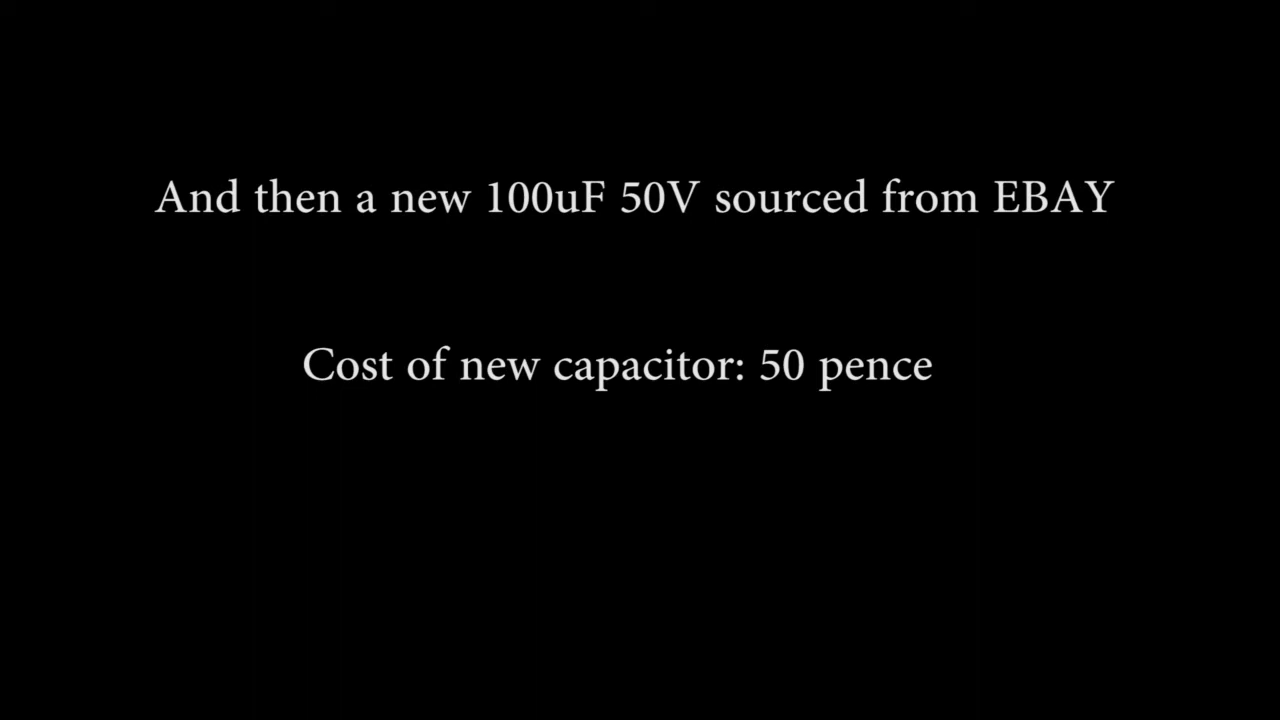 And then a new 100uF 50V sourced from EBAY
Cost of new capacitor: 50 pence